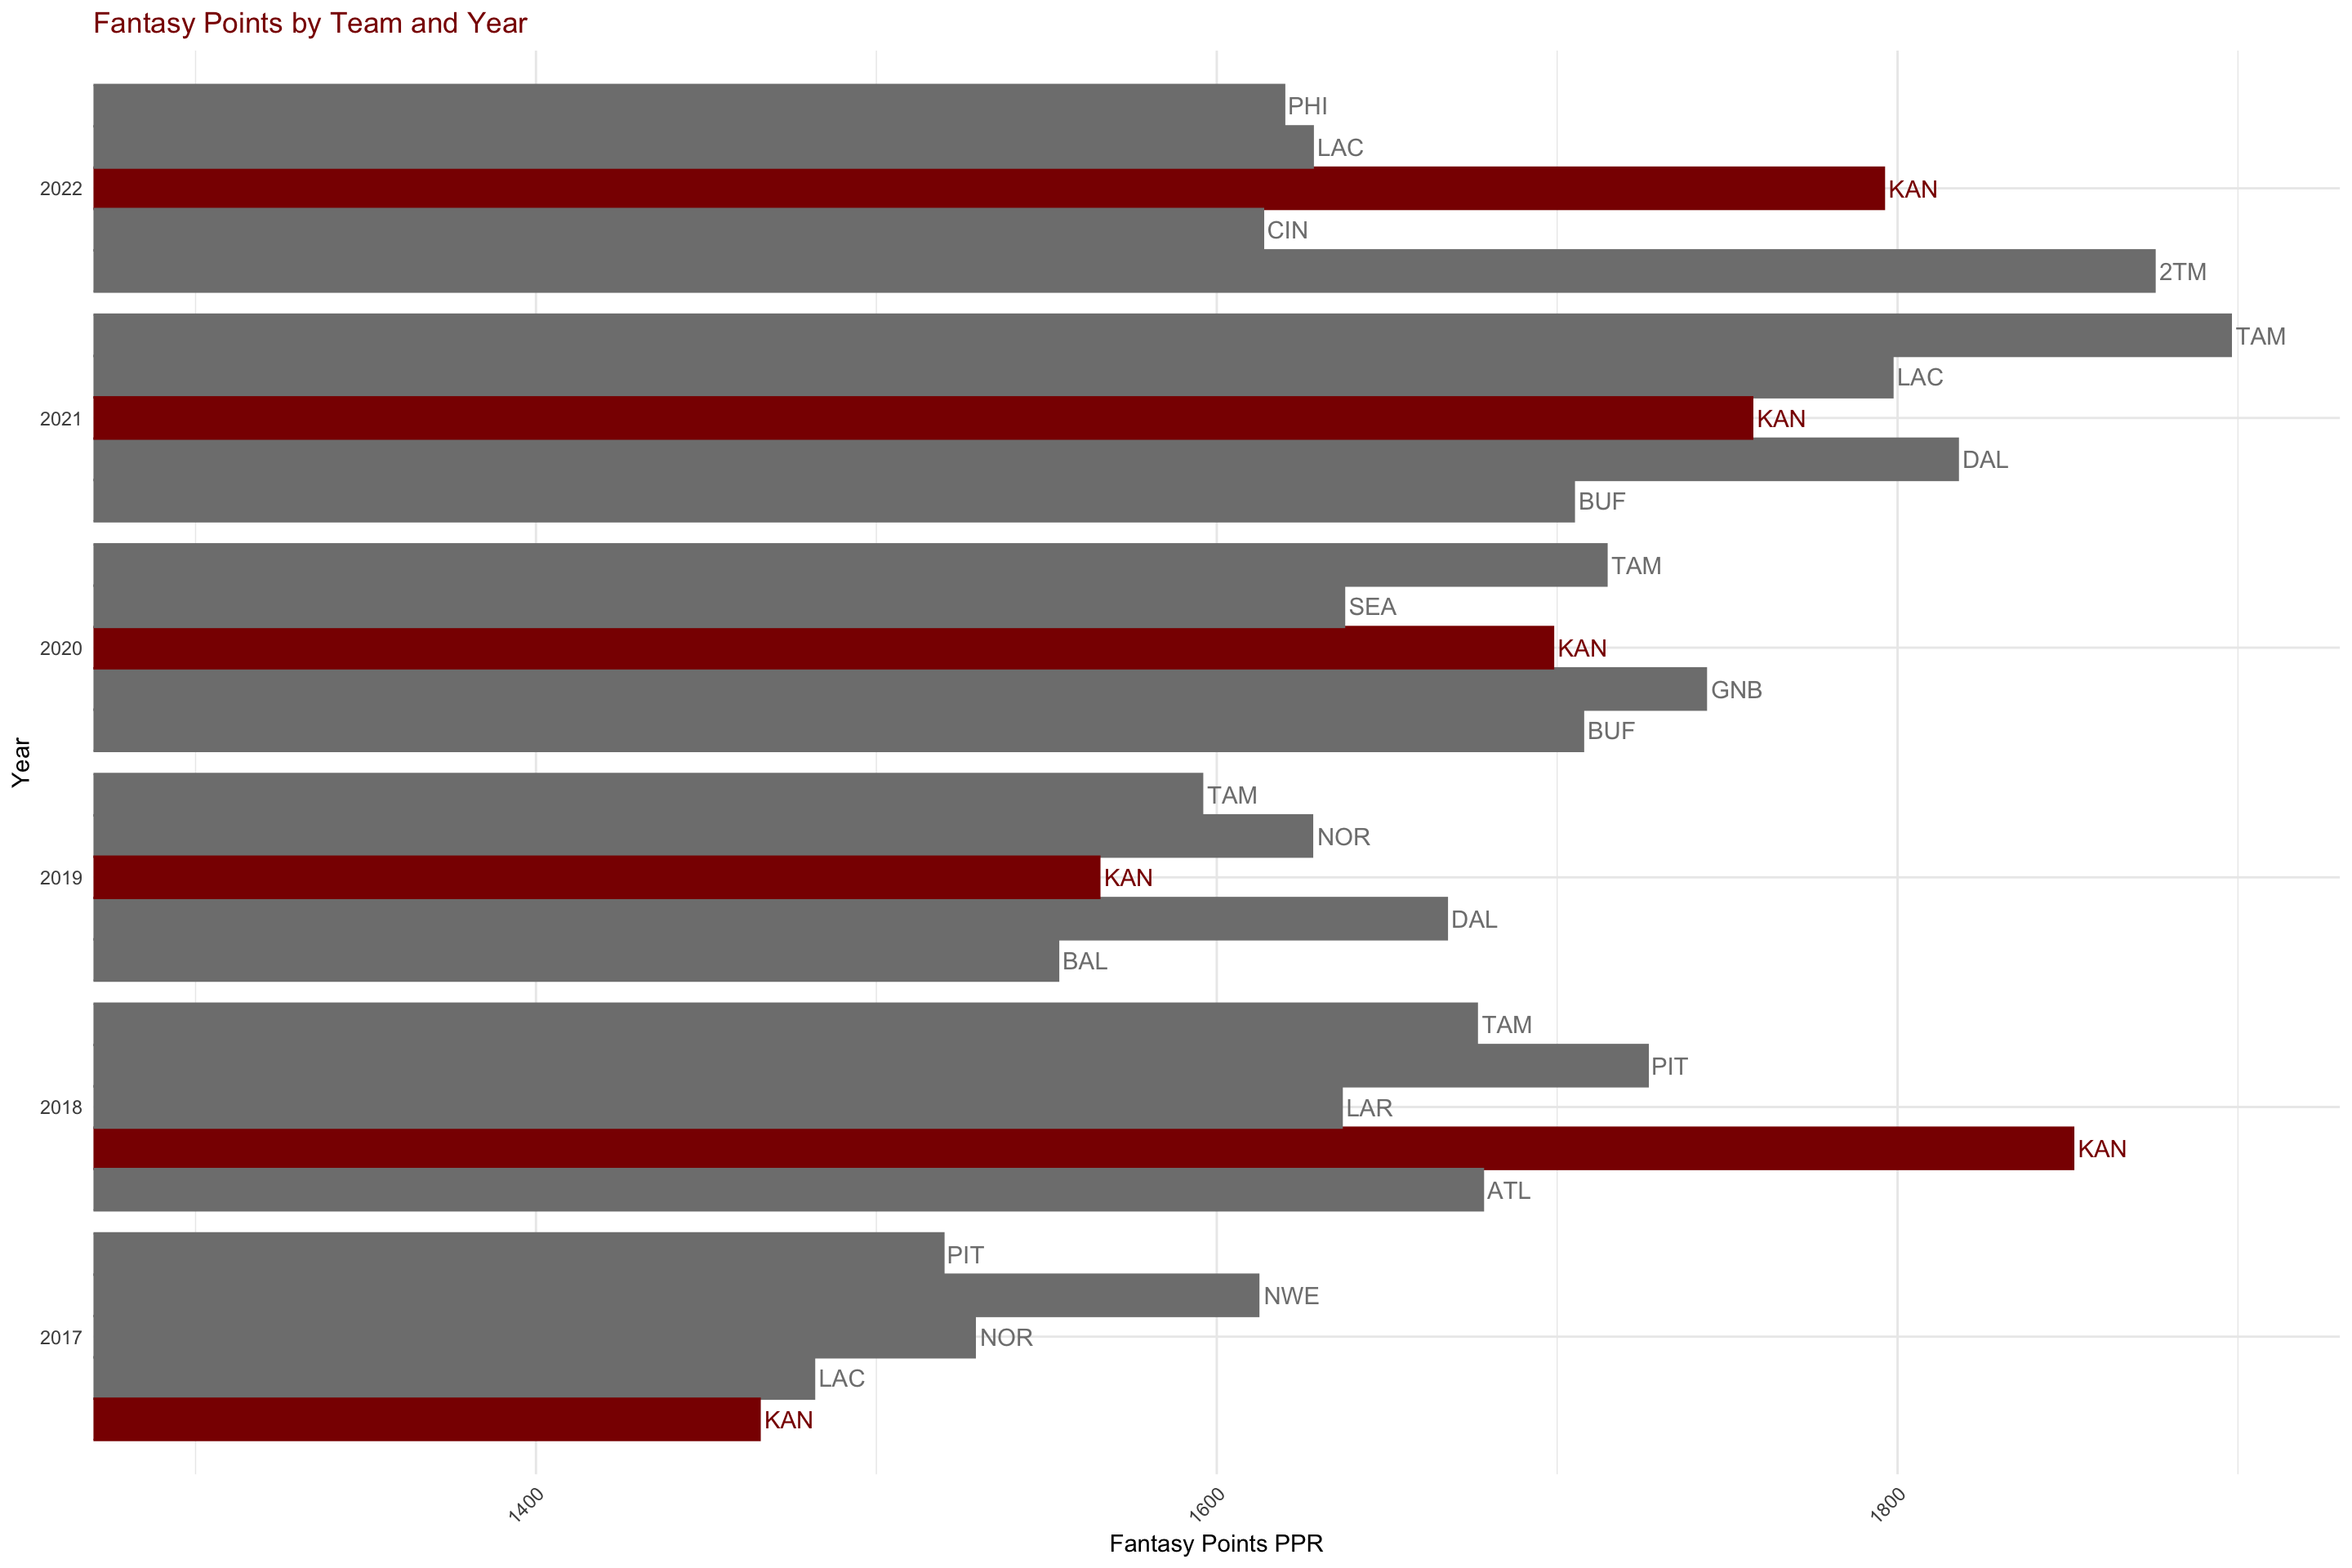 Fantasy Points by Team and Year
PHI
LAC
2022
KAN
CIN
2TM
TAM
LAC
2021
KAN
DAL
BUF
TAM
SEA
2020
KAN
GNB
BUF
Year
TAM
NOR
2019
KAN
DAL
BAL
TAM
PIT
2018
LAR
KAN
ATL
PIT
NWE
2017
NOR
LAC
KAN
1400
1600
1800
Fantasy Points PPR